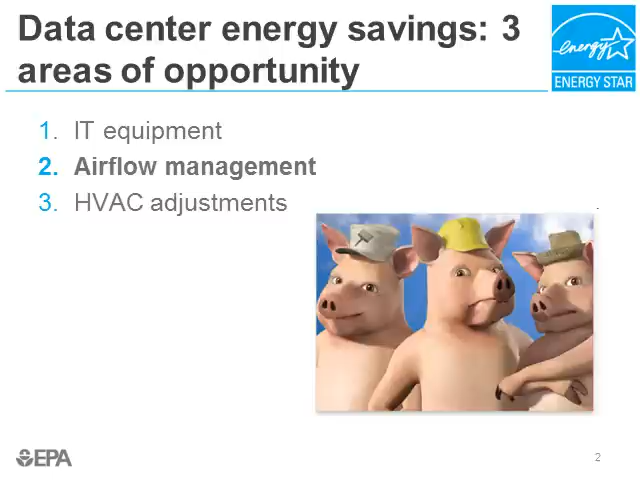 Data center energy savings: 3
areas of opportunity
energy
ENERGY STAR
1. IT equipment
2. Airflow management
3. HVAC adjustments
EPA
2